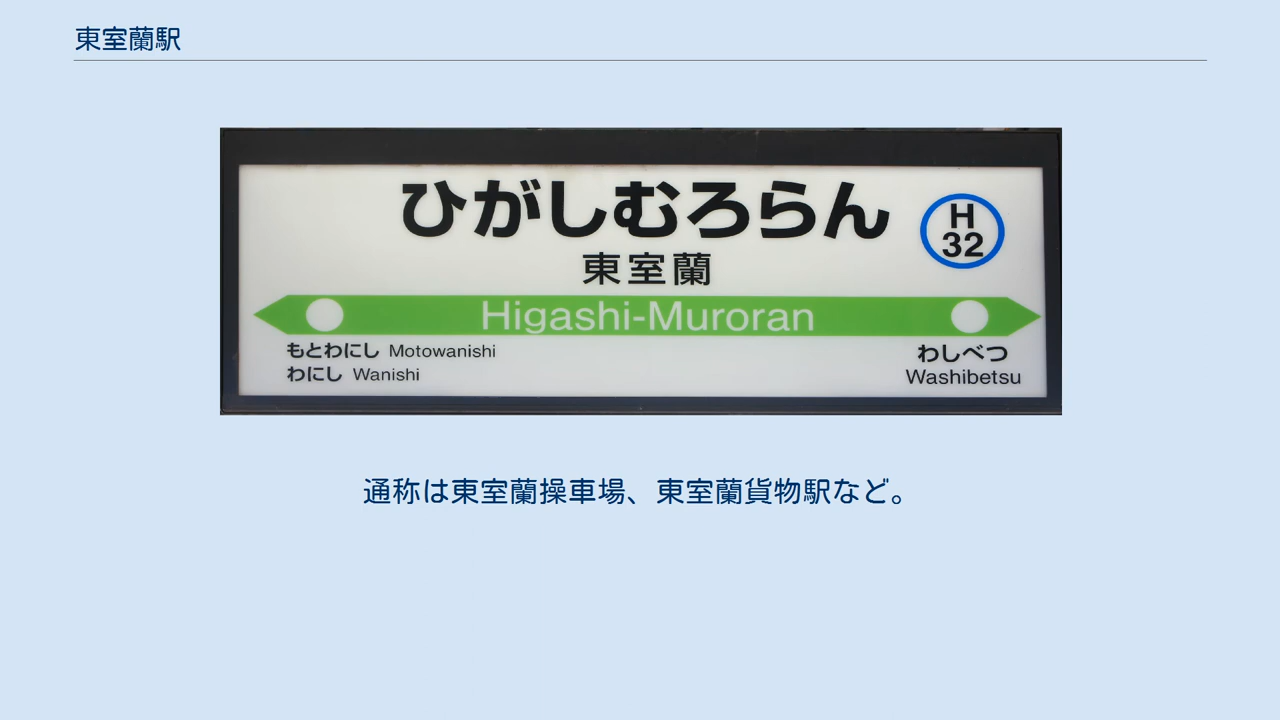 東室蘭駅
ひがしむろらん
H
32
東室蘭
Higashi-Muroran
もとわにし Motowanishi
わにし Wanishi
わしべつ
Washibetsu
通称は東室蘭操車場、東室蘭貨物駅など。